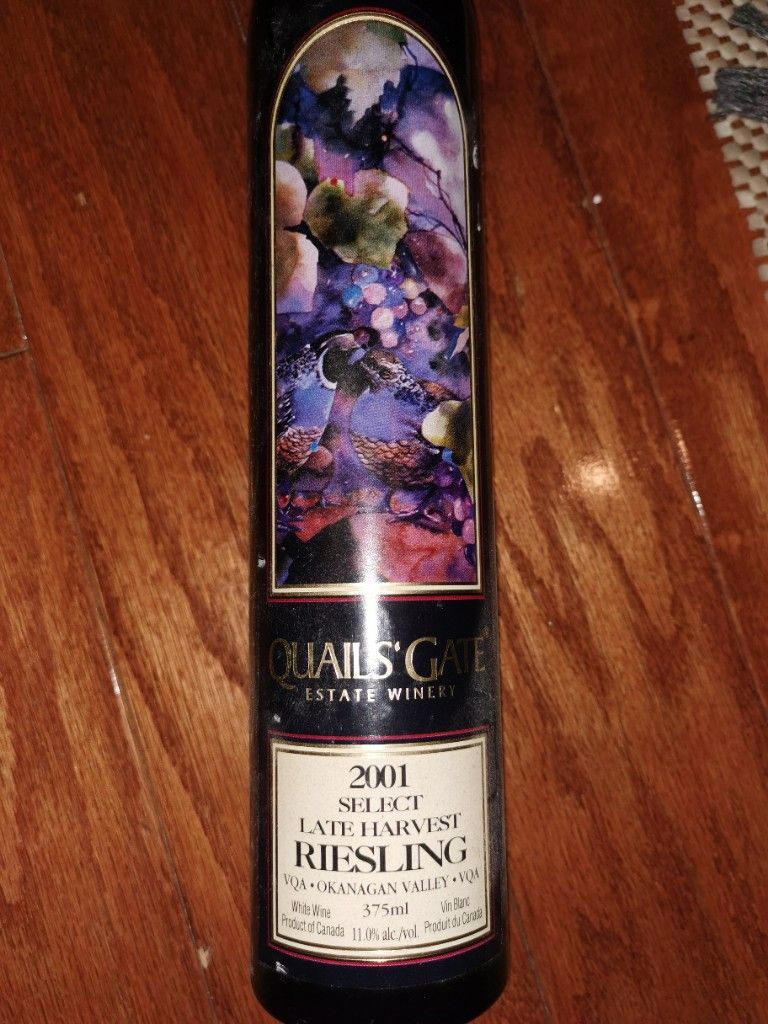 QUAILS' GATE®
ESTATE WINERY
2001
SELECT
LATE HARVEST
RIESLING
VQA • OKANAGAN VALLEY • VQA
White Wine 375ml Vin Blanc
Product of Canada 11.0% alc./vol. Produit du Canada